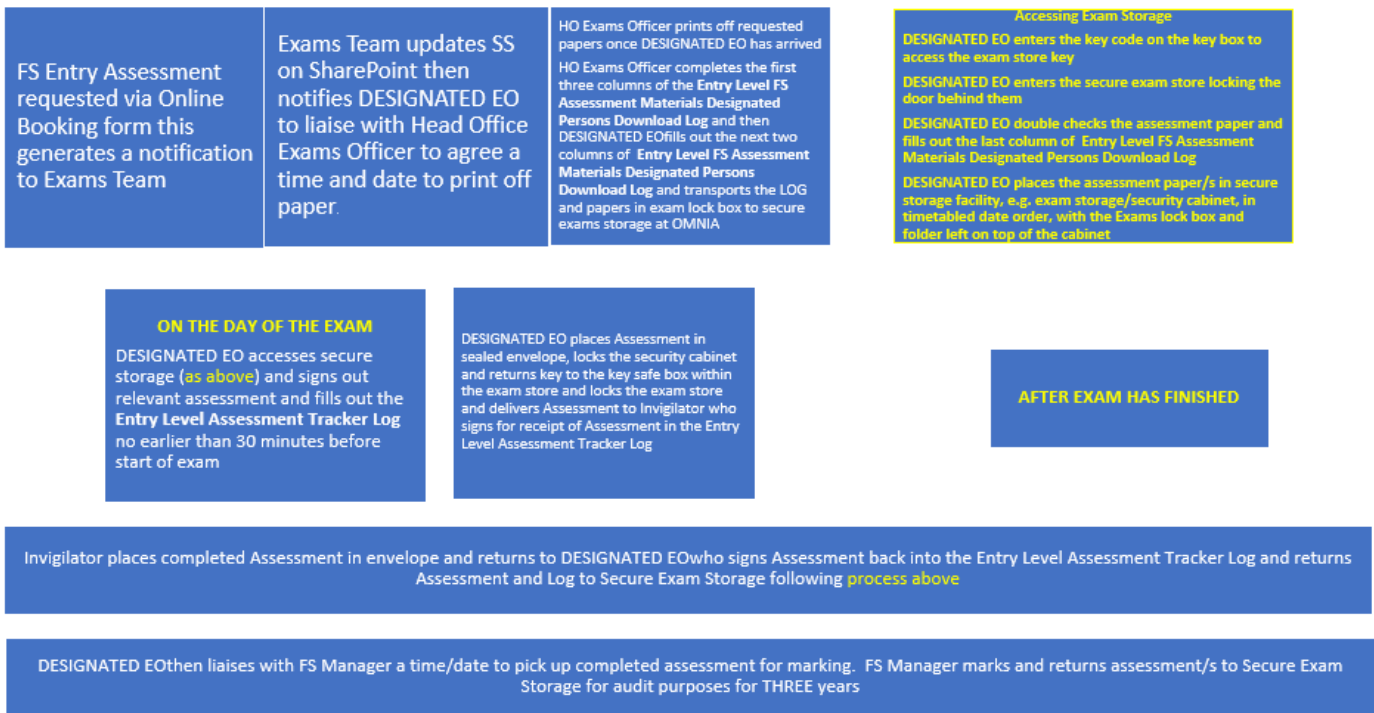 FS Entry Assessment
requested via Online
Booking form this
generates a notification
to Exams Team
Exams Team updates SS
on SharePoint then
notifies DESIGNATED EO
to liaise with Head Office
Exams Officer to agree a
time and date to print off
paper.
HO Exams Officer prints off requested
papers once DESIGNATED EO has arrived
HO Exams Officer completes the first
three columns of the Entry Level FS
Assessment Materials Designated
Persons Download Log and then
DESIGNATED EOfills out the next two
columns of Entry Level FS Assessment
Materials Designated Persons
Download Log and transports the LOG
and papers in exam lock box to secure
exams storage at OMNIA
Accessing Exam Storage
DESIGNATED EO enters the key code on the key box to
access the exam store key
DESIGNATED EO enters the secure exam store locking the
door behind them
DESIGNATED EO double checks the assessment paper and
fills out the last column of Entry Level FS Assessment
Materials Designated Persons Download Log
DESIGNATED EO places the assessment paper/s in secure
storage facility, e.g. exam storage/security cabinet, in
timetabled date order, with the Exams lock box and
folder left on top of the cabinet
ON THE DAY OF THE EXAM
DESIGNATED EO accesses secure
storage (as above) and signs out
relevant assessment and fills out the
Entry Level Assessment Tracker Log
no earlier than 30 minutes before
start of exam
DESIGNATED EO places Assessment in
sealed envelope, locks the security cabinet
and returns key to the key safe box within
the exam store and locks the exam store
and delivers Assessment to Invigilator who
signs for receipt of Assessment in the Entry
Level Assessment Tracker Log
AFTER EXAM HAS FINISHED
Invigilator places completed Assessment in envelope and returns to DESIGNATED EOwho signs Assessment back into the Entry Level Assessment Tracker Log and returns
Assessment and Log to Secure Exam Storage following process above
DESIGNATED EOthen liaises with FS Manager a time/date to pick up completed assessment for marking. FS Manager marks and returns assessment/s to Secure Exam
Storage for audit purposes for THREE years